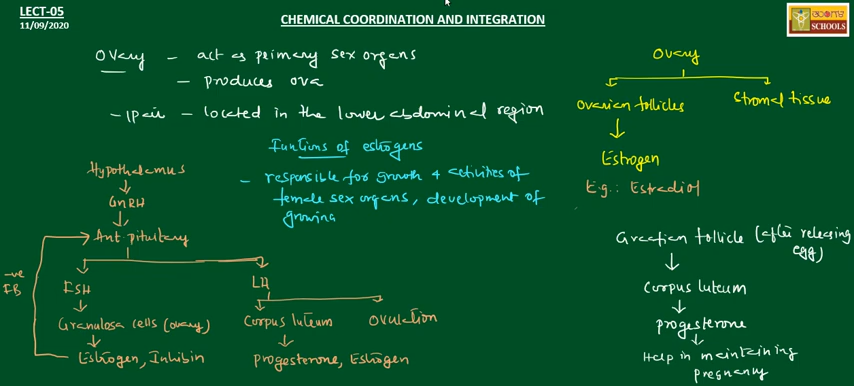 LECT-05
11/09/2020
CHEMICAL COORDINATION AND INTEGRATION
SCHOOLS
Ovary - act as primary sex organs
- produces ova
- 1 pair - located in the lower abdominal region
Functions of estrogens
- responsible for growth & activities of
female sex organs, development of
growing
Hypothalamus
GnRH
Ant pituitary
-ve
FB
FSH
LH
Granulosa cells (ovary)
Corpus luteum
Ovulation
Estrogen, Inhibin
Progesterone, Estrogen
Ovary
Ovarian follicles
Stromal tissue
Estrogen
E.g.: Estradiol
Graafian follicle (after releasing
egg)
Corpus luteum
Progesterone
Help in maintaining
pregnancy